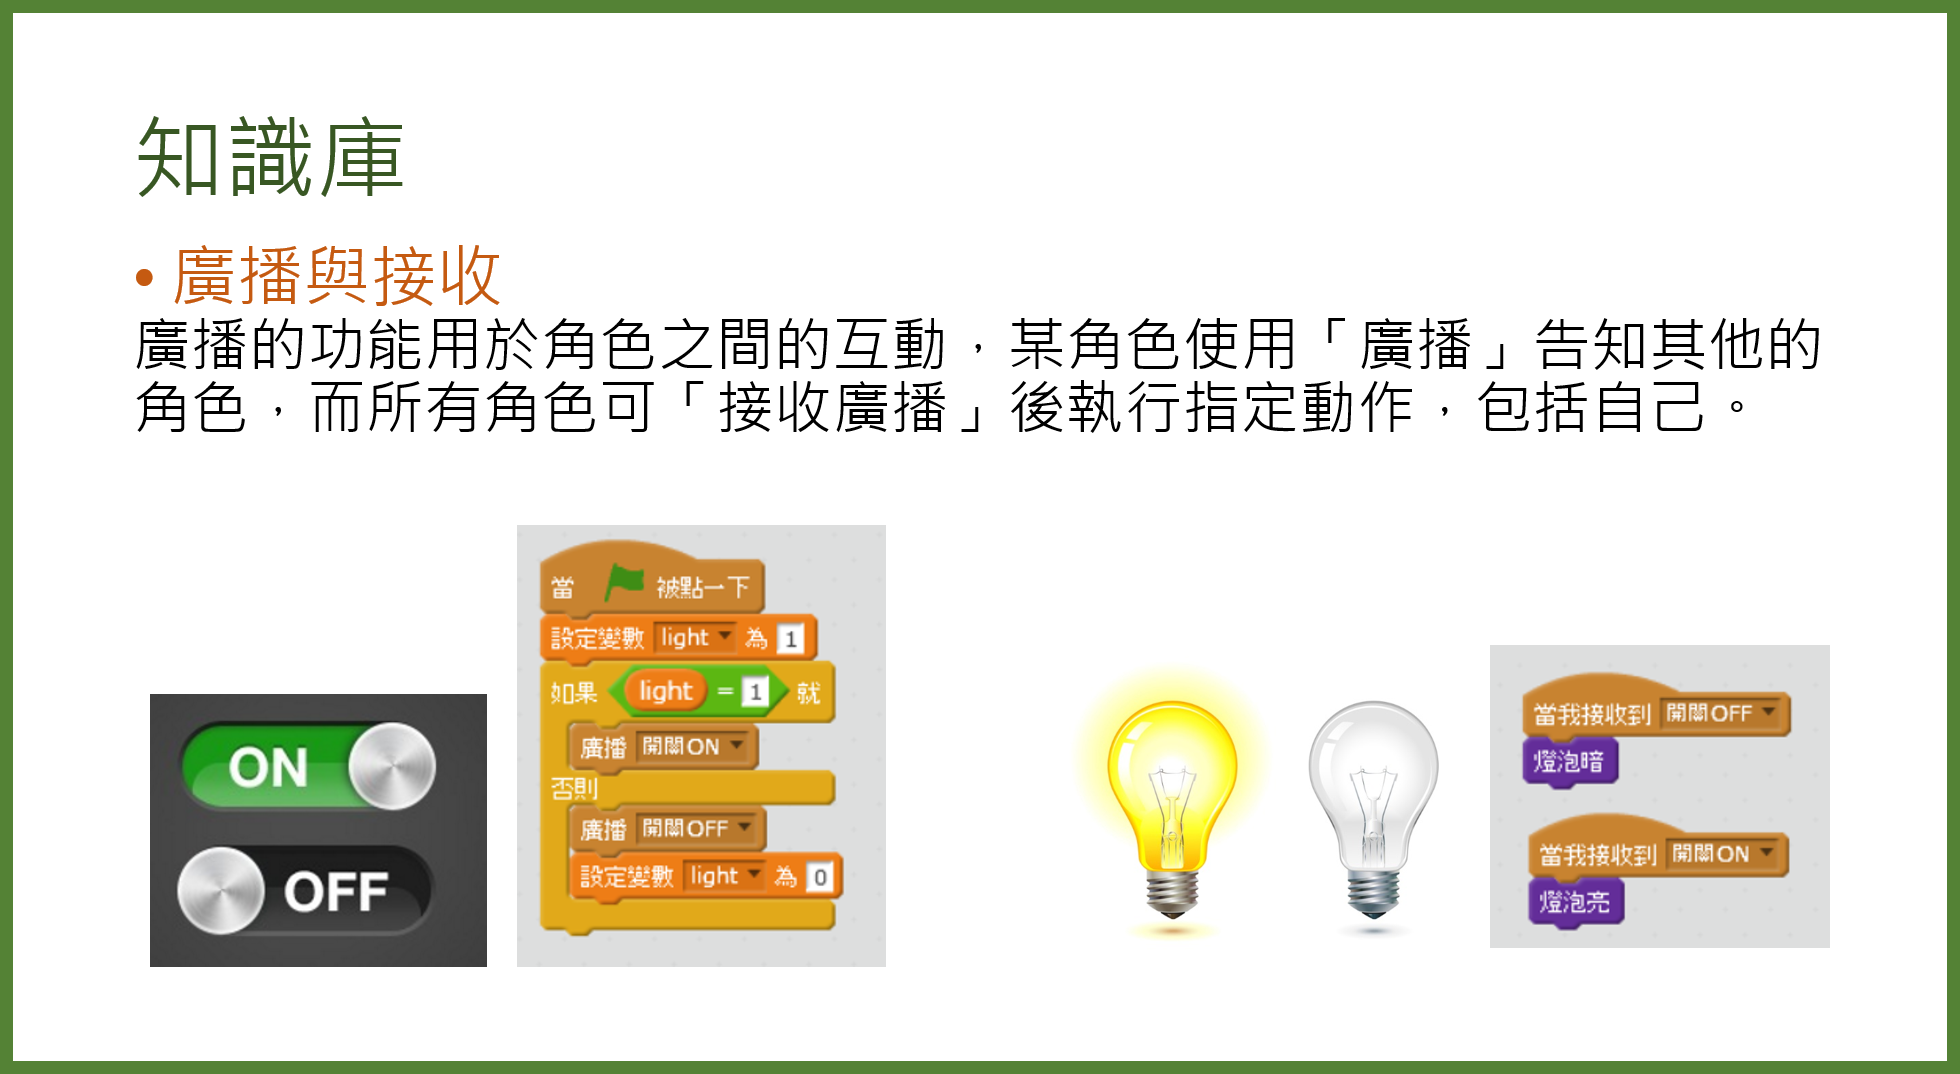 知識庫
• 廣播與接收
廣播的功能用於角色之間的互動，某角色使用「廣播」告知其他的
角色，而所有角色可「接收廣播」後執行指定動作，包括自己。
ON
OFF
當 被點一下
設定變數 light 為 1
如果 light = 1 就
廣播 開關ON
否則
廣播 開關OFF
設定變數 light 為 0
當我接收到 開關OFF
燈泡暗
當我接收到 開關ON
燈泡亮